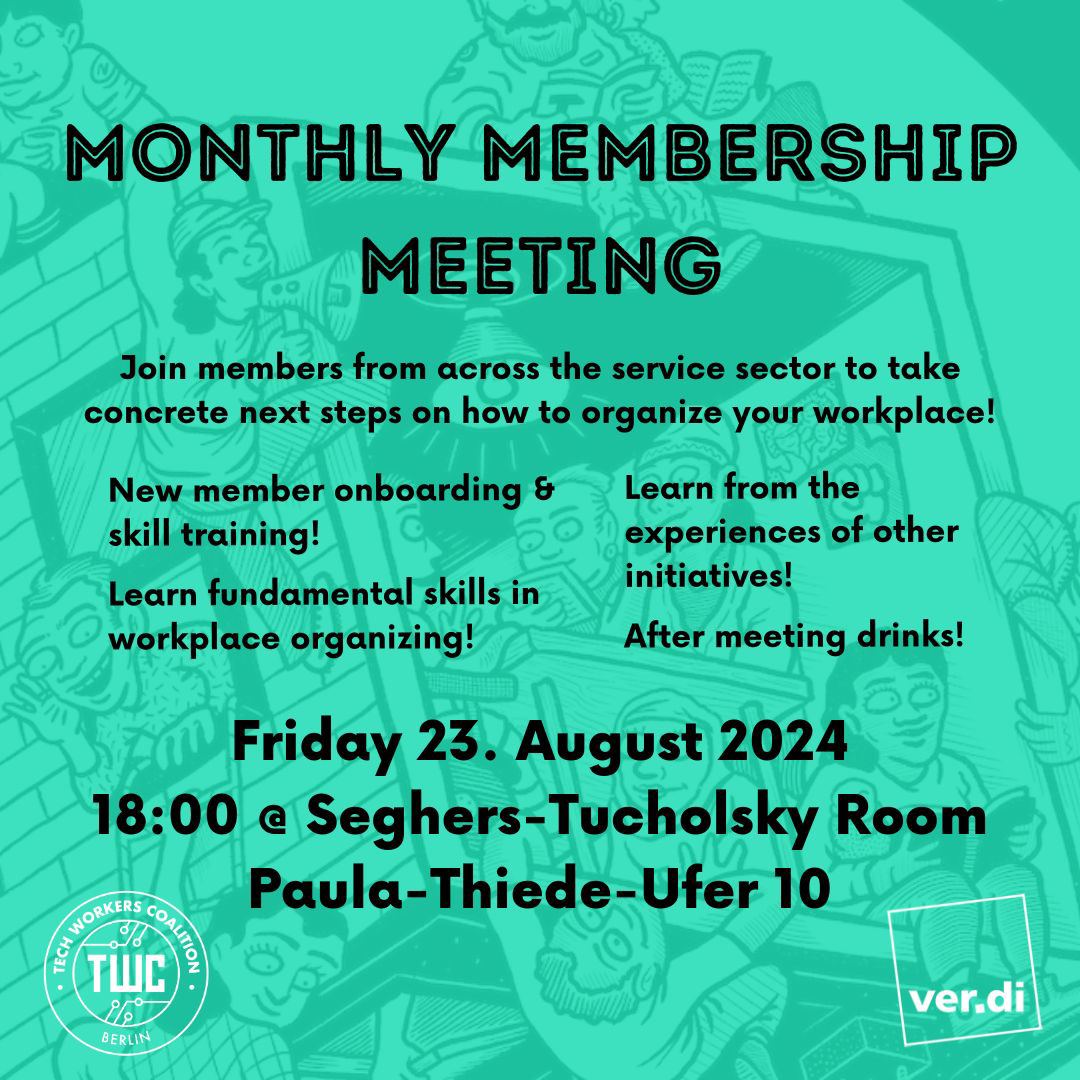 MONTHLY MEMBERSHIP
MEETING
Join members from across the service sector to take
concrete next steps on how to organize your workplace!
New member onboarding &
skill training!
Learn fundamental skills in
workplace organizing!
Learn from the
experiences of other
initiatives!
After meeting drinks!
Friday 23. August 2024
18:00 @ Seghers-Tucholsky Room
Paula-Thiede-Ufer 10
TECH WORKERS COALITION
TWC
BERLIN
ver.di